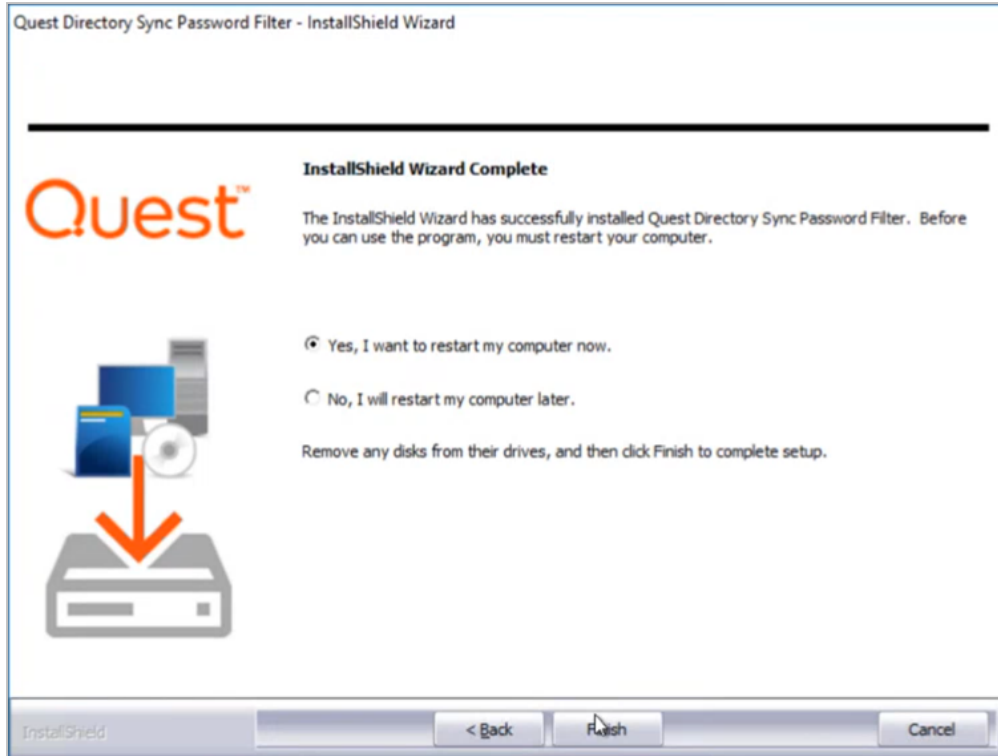 Quest Directory Sync Password Filter - InstallShield Wizard
Quest™
InstallShield Wizard Complete
The InstallShield Wizard has successfully installed Quest Directory Sync Password Filter. Before
you can use the program, you must restart your computer.
Yes, I want to restart my computer now.
No, I will restart my computer later.
Remove any disks from their drives, and then click Finish to complete setup.
InstallShield
< Back
Finish
Cancel